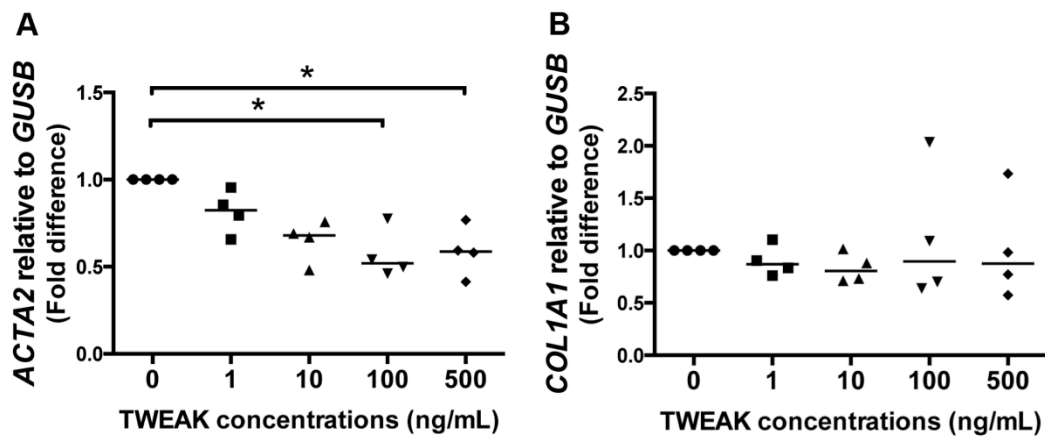 A
ACTA2 relative to GUSB
(Fold difference)
1.5
1.0
0.5
0.0
*
*
0 1 10 100 500
TWEAK concentrations (ng/mL)
B
COL1A1 relative to GUSB
(Fold difference)
2.5
2.0
1.5
1.0
0.5
0.0
0 1 10 100 500
TWEAK concentrations (ng/mL)